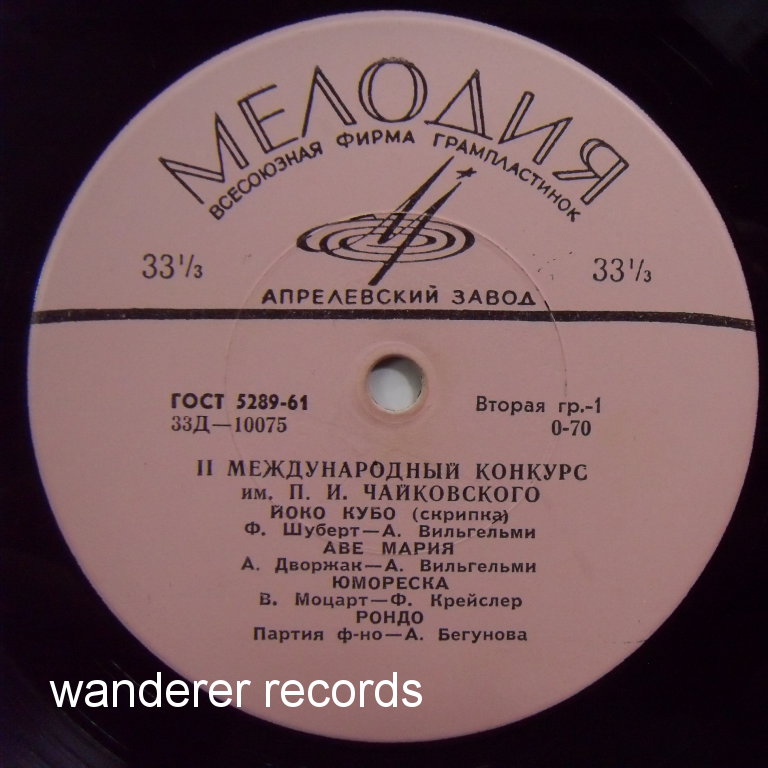 МЕЛОДИЯ
ВСЕСОЮЗНАЯ ФИРМА ГРАМПЛАСТИНОК
33⅓ 33⅓
АПРЕЛЕВСКИЙ ЗАВОД
ГОСТ 5289-61 Вторая гр.-1
33Д—10075 0-70
II МЕЖДУНАРОДНЫЙ КОНКУРС
им. П. И. ЧАЙКОВСКОГО
ЙОКО КУБО (скрипка)
Ф. Шуберт—А. Вильгельми
АВЕ МАРИЯ
А. Дворжак—А. Вильгельми
ЮМОРЕСКА
В. Моцарт—Ф. Крейслер
РОНДО
Партия ф-но—А. Бегунова
wanderer records